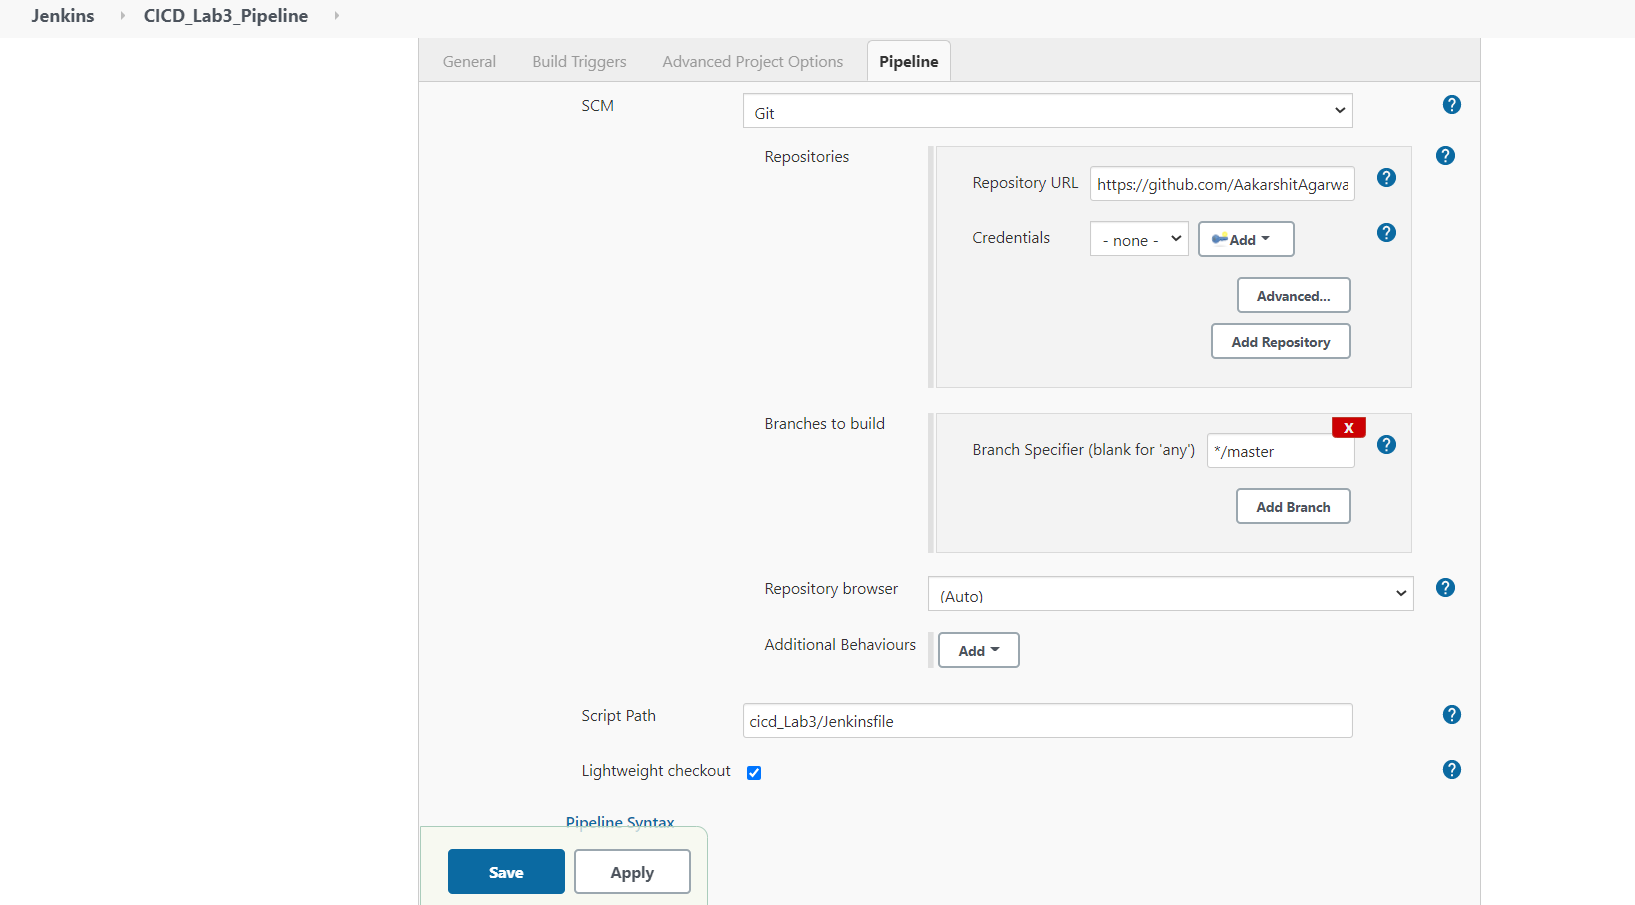 Jenkins CICD_Lab3_Pipeline
General Build Triggers Advanced Project Options Pipeline
SCM Git ?
Repositories ?
Repository URL https://github.com/AakarshitAgarwa ?
Credentials - none - Add ?
Advanced...
Add Repository
Branches to build
X
Branch Specifier (blank for 'any') */master ?
Add Branch
Repository browser (Auto) ?
Additional Behaviours Add
Script Path cicd_Lab3/Jenkinsfile ?
Lightweight checkout ?
Pipeline Syntax
Save Apply